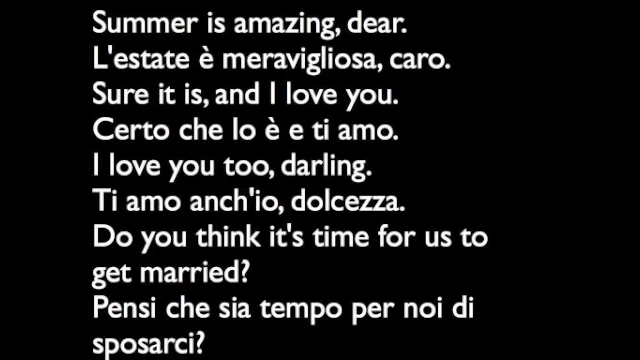 Summer is amazing, dear.
L'estate è meravigliosa, caro.
Sure it is, and I love you.
Certo che lo è e ti amo.
I love you too, darling.
Ti amo anch'io, dolcezza.
Do you think it's time for us to
get married?
Pensi che sia tempo per noi di
sposarci?